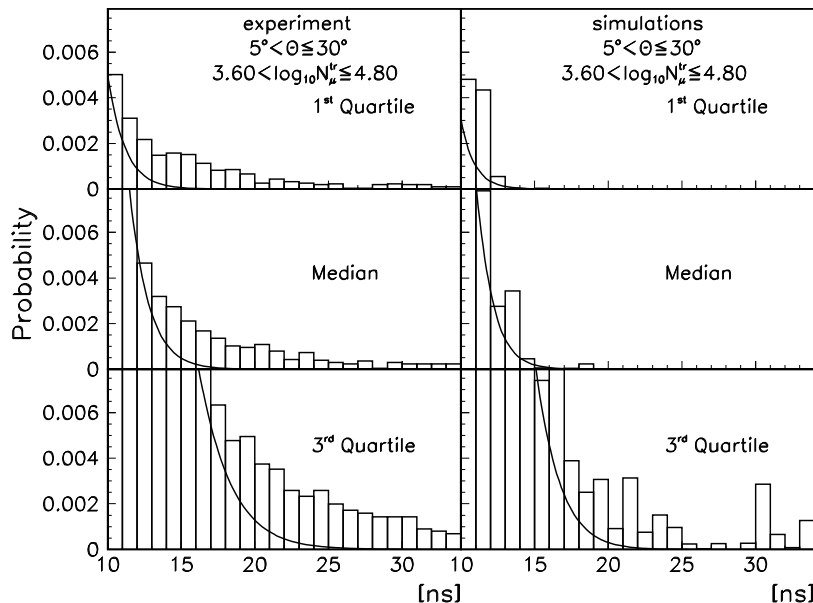 experiment
5°<Θ≤30°
3.60<log₁₀Nμᵗʳ≤4.80
1ˢᵗ Quartile
simulations
5°<Θ≤30°
3.60<log₁₀Nμᵗʳ≤4.80
1ˢᵗ Quartile
0.006
0.004
0.002
0
Probability
Median
Median
0.006
0.004
0.002
0
3ʳᵈ Quartile
3ʳᵈ Quartile
0.006
0.004
0.002
0
10 15 20 25 30 10 15 20 25 30
[ns] [ns]